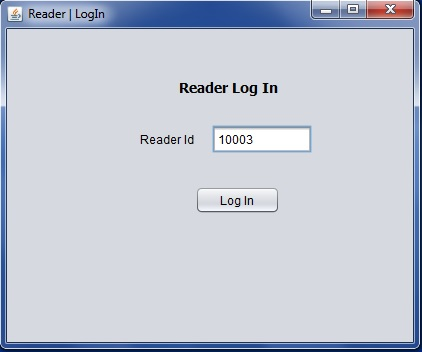 Reader | LogIn
Reader Log In
Reader Id 10003
Log In